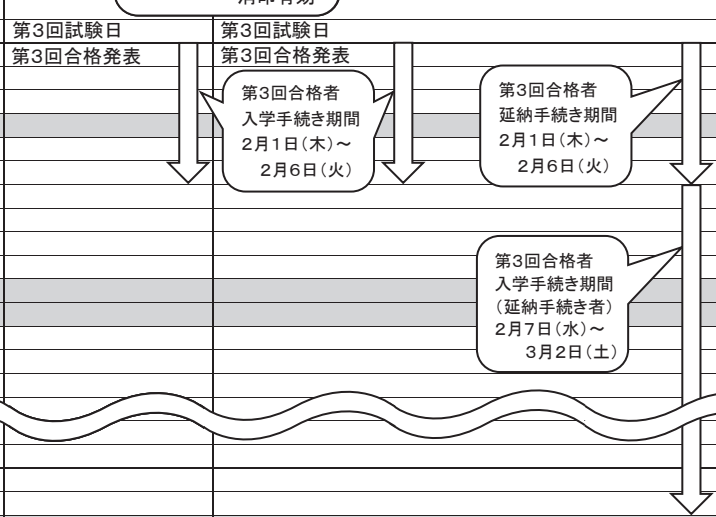 消印有効
第3回試験日
第3回試験日
第3回合格発表
第3回合格発表
第3回合格者
入学手続き期間
2月1日(木)～
2月6日(火)
第3回合格者
延納手続き期間
2月1日(木)～
2月6日(火)
第3回合格者
入学手続き期間
(延納手続き者)
2月7日(水)～
3月2日(土)